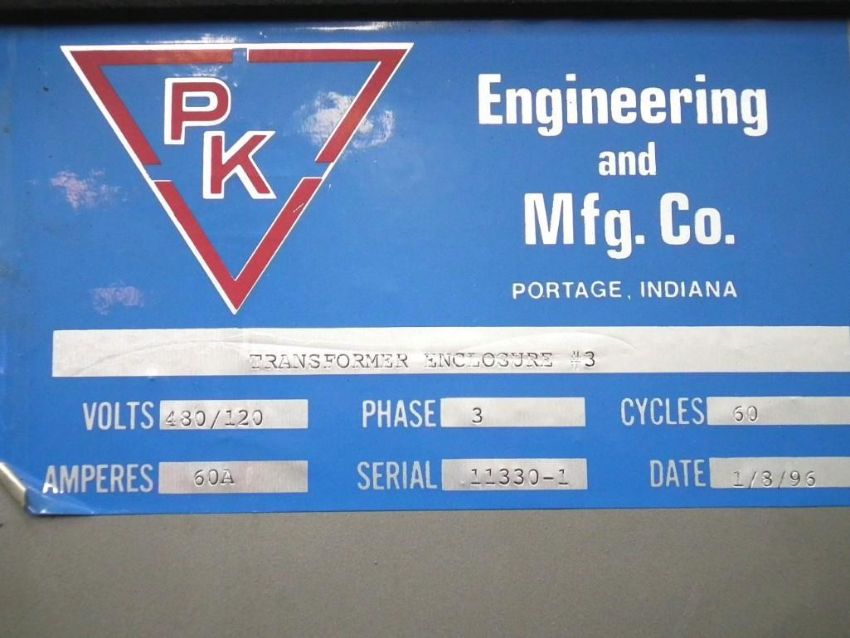 PK
Engineering
and
Mfg. Co.
PORTAGE, INDIANA
TRANSFORMER ENCLOSURE #3
VOLTS 480/120 PHASE 3 CYCLES 60
AMPERES 60A SERIAL 11330-1 DATE 1/8/96